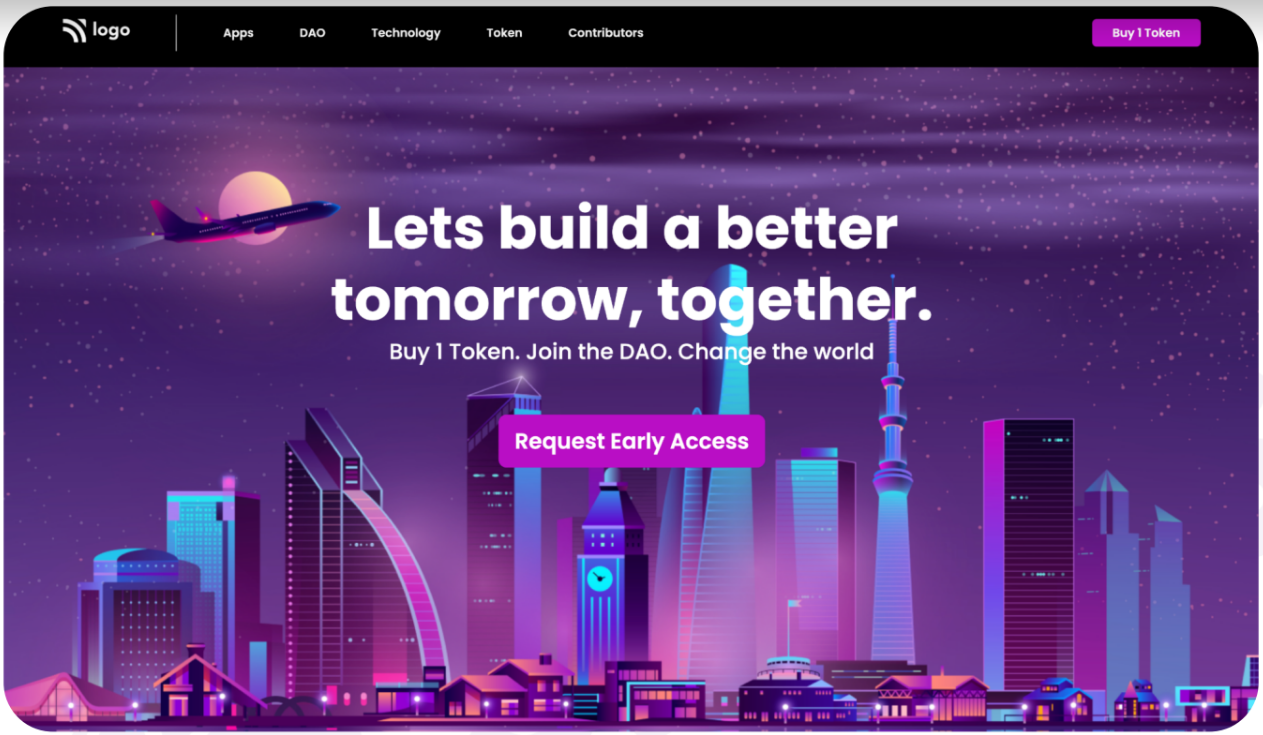 logo
Apps
DAO
Technology
Token
Contributors
Buy 1 Token
Lets build a better
tomorrow, together.
Buy 1 Token. Join the DAO. Change the world
Request Early Access